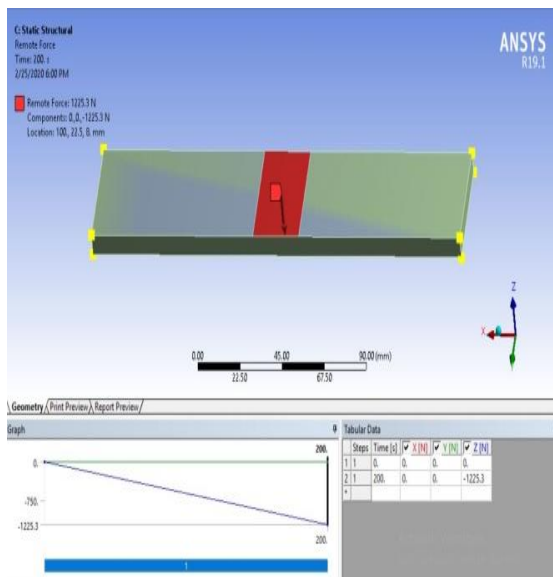 C: Static Structural
Remote Force
Time: 200. s
2/25/2020 6:00 PM
Remote Force: 1225.3 N
Components: 0.,0.,-1225.3 N
Location: 100., 22.5, 8. mm
ANSYS
R19.1
Z
X
0.00 45.00 90.00 (mm)
22.50 67.50
Geometry Print Preview Report Preview
Graph
200.
0.
-750.
-1225.3
200.
1
Tabular Data
Steps Time [s] X [N] Y [N] Z [N]
1 1 0. 0. 0. 0.
2 1 200. 0. 0. -1225.3
*